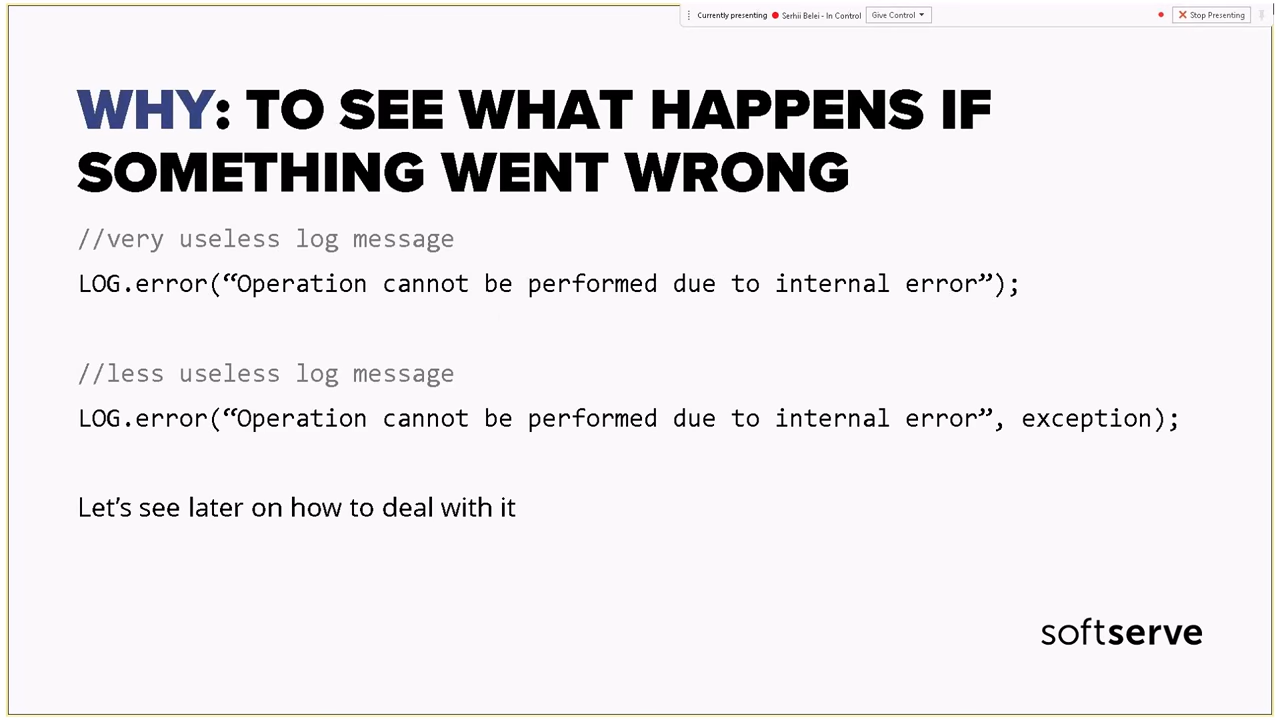 Currently presenting Serhii Belei - In Control Give Control Stop Presenting
WHY: TO SEE WHAT HAPPENS IF
SOMETHING WENT WRONG
//very useless log message
LOG.error(“Operation cannot be performed due to internal error”);
//less useless log message
LOG.error(“Operation cannot be performed due to internal error”, exception);
Let’s see later on how to deal with it
softserve